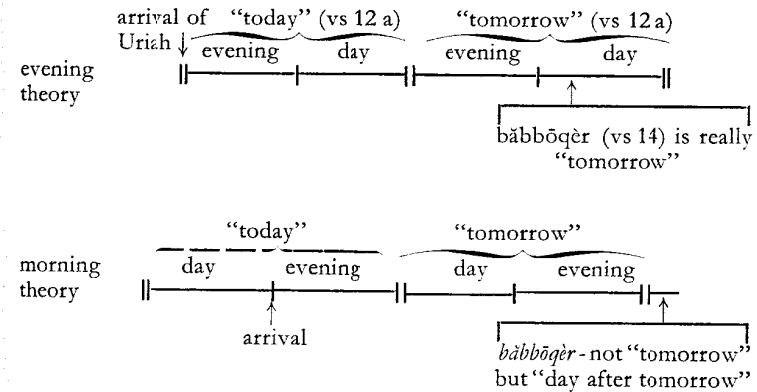 arrival of "today" (vs 12 a) "tomorrow" (vs 12 a)
Uriah
evening day evening day
evening
theory
băbbōqèr (vs 14) is really
"tomorrow"
"today" "tomorrow"
morning day evening day evening
theory
arrival
băbbōqèr - not "tomorrow"
but "day after tomorrow"